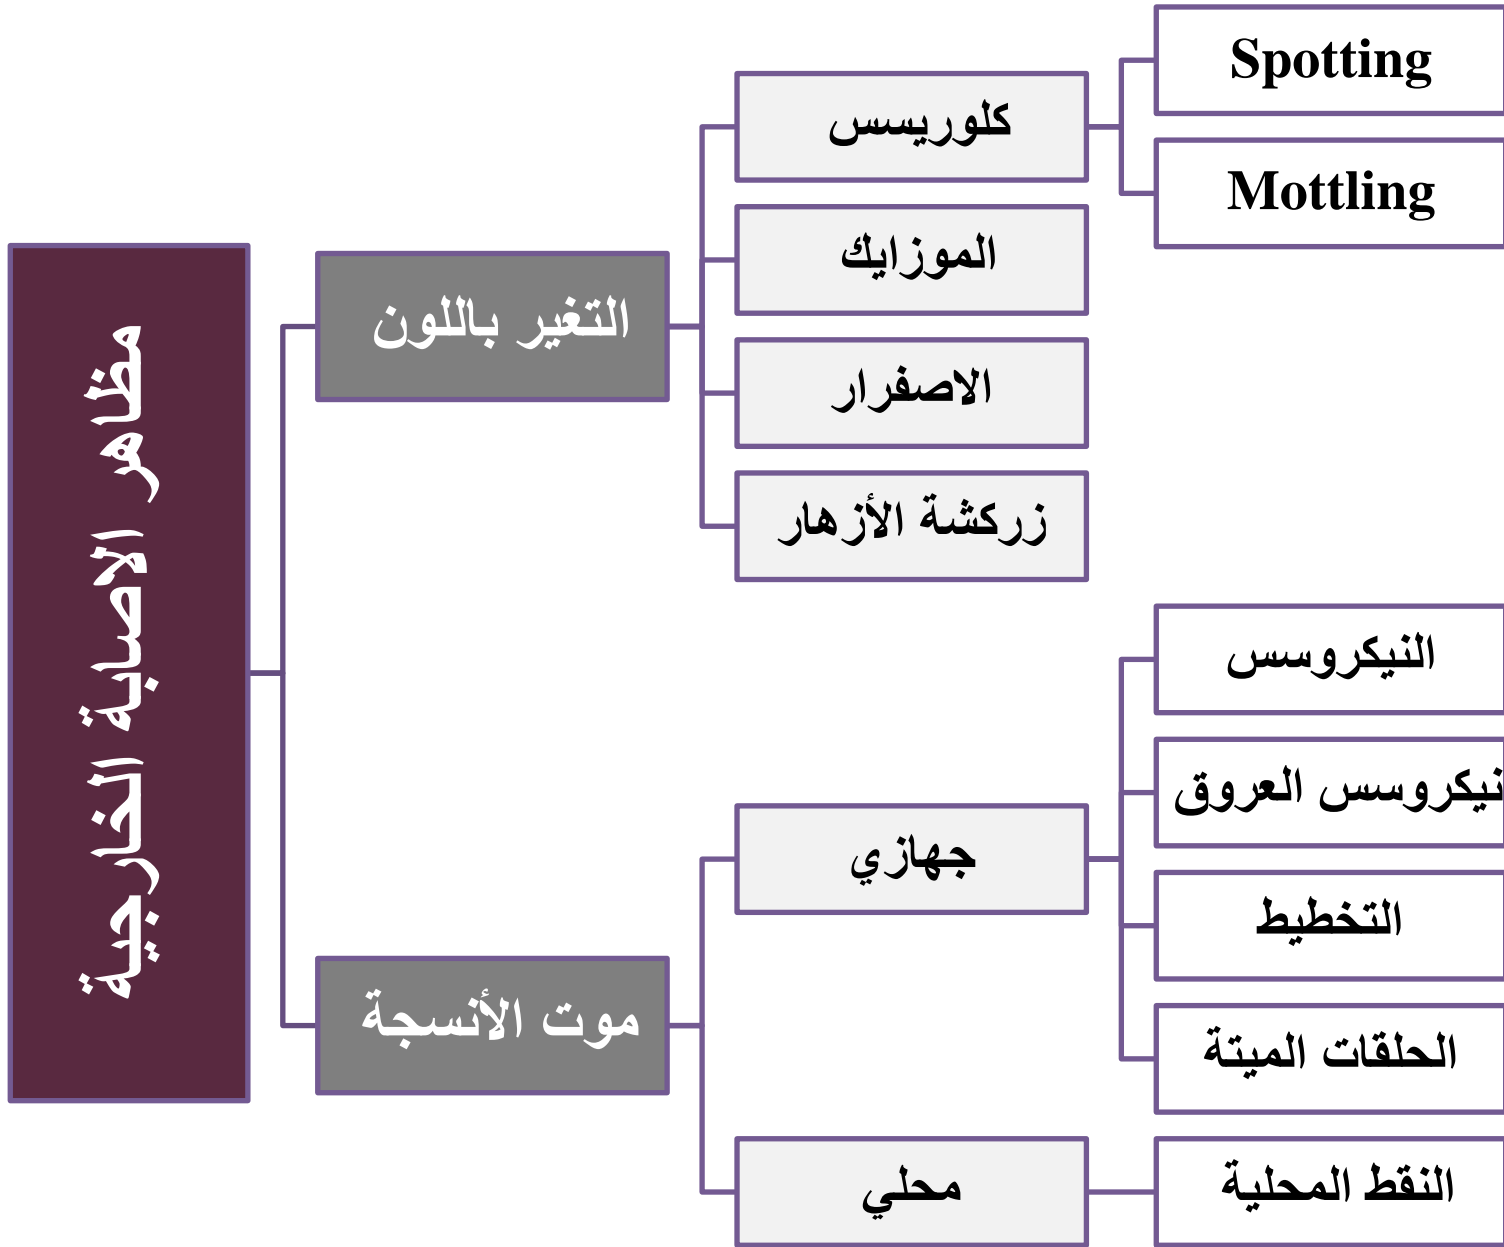 مظاهر الاصابة الخارجية
التغير باللون
كلوريسس
Spotting
Mottling
الموزايك
الاصفرار
زركشة الأزهار
موت الأنسجة
جهازي
النيكروسس
نيكروسس العروق
التخطيط
الحلقات الميتة
محلي
النقط المحلية